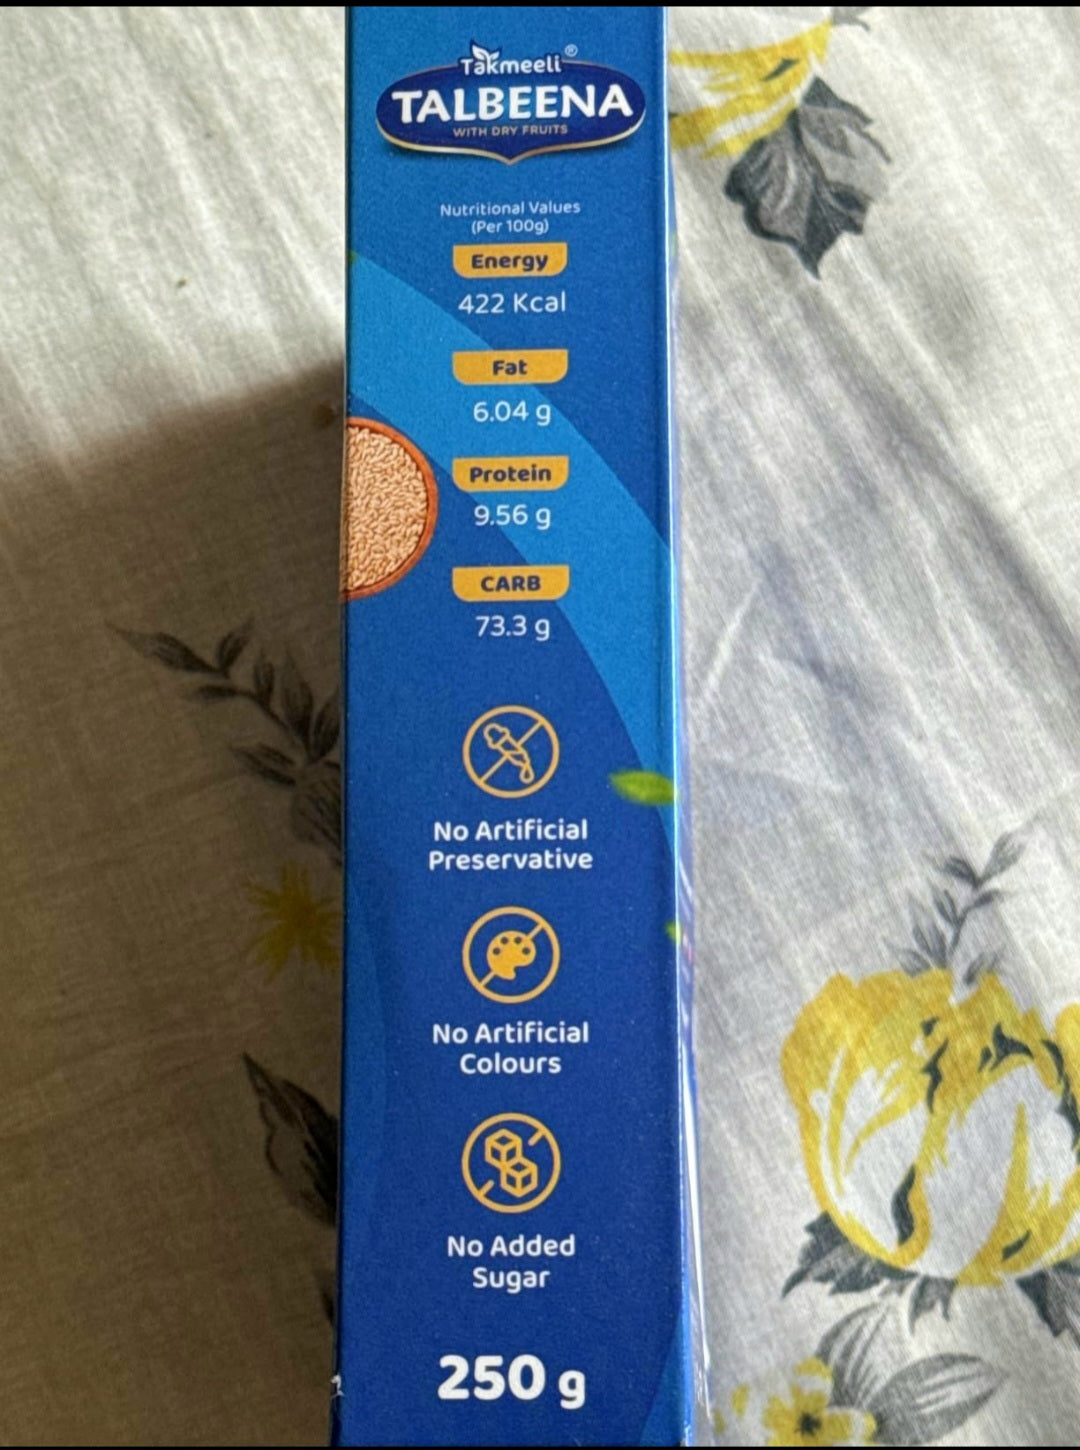 Takmeeli®
TALBEENA
WITH DRY FRUITS
Nutritional Values
(Per 100g)
Energy
422 Kcal
Fat
6.04 g
Protein
9.56 g
CARB
73.3 g
No Artificial
Preservative
No Artificial
Colours
No Added
Sugar
250 g